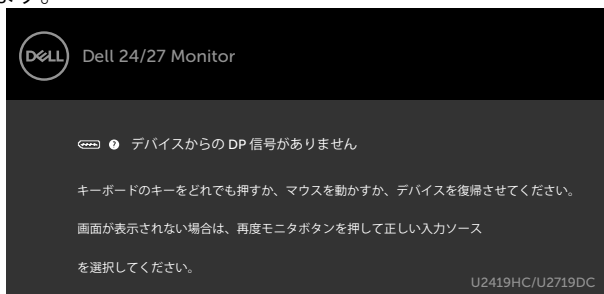 ます。
DELL
Dell 24/27 Monitor
デバイスからの DP 信号がありません
キーボードのキーをどれでも押すか、マウスを動かすか、デバイスを復帰させてください。
画面が表示されない場合は、再度モニタボタンを押して正しい入力ソース
を選択してください。
U2419HC/U2719DC